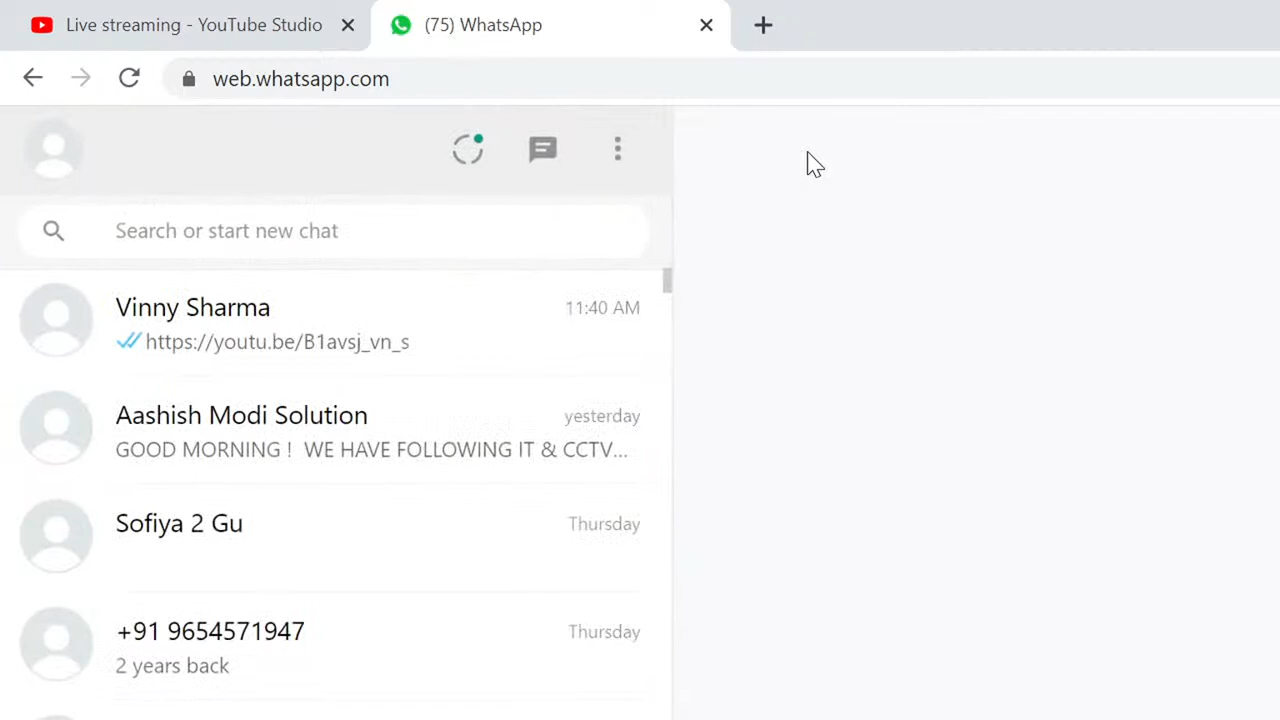 Live streaming - YouTube Studio
(75) WhatsApp
web.whatsapp.com
Search or start new chat
Vinny Sharma
11:40 AM
https://youtu.be/B1avsj_vn_s
Aashish Modi Solution
yesterday
GOOD MORNING ! WE HAVE FOLLOWING IT & CCTV...
Sofiya 2 Gu
Thursday
+91 9654571947
Thursday
2 years back